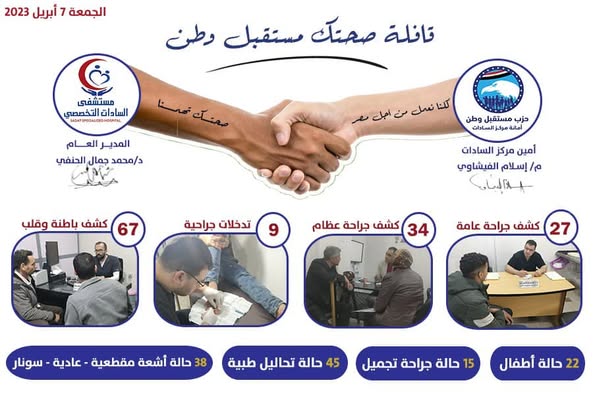 الجمعة 7 أبريل 2023
قافلة صحتك مستقبل وطن
مستشفى
السادات التخصصي
SADAT SPECIALIZED HOSPITAL
صحتك تهمنا
كلنا نعمل من أجل مصر
حزب مستقبل وطن
أمانة مركز السادات
المدير العام
د/محمد جمال الحنفي
أمين مركز السادات
م/ إسلام الفيشاوي
27 كشف جراحة عامة
34 كشف جراحة عظام
9 تدخلات جراحية
67 كشف باطنة وقلب
22 حالة أطفال
15 حالة جراحة تجميل
45 حالة تحاليل طبية
38 حالة أشعة مقطعية - عادية - سونار